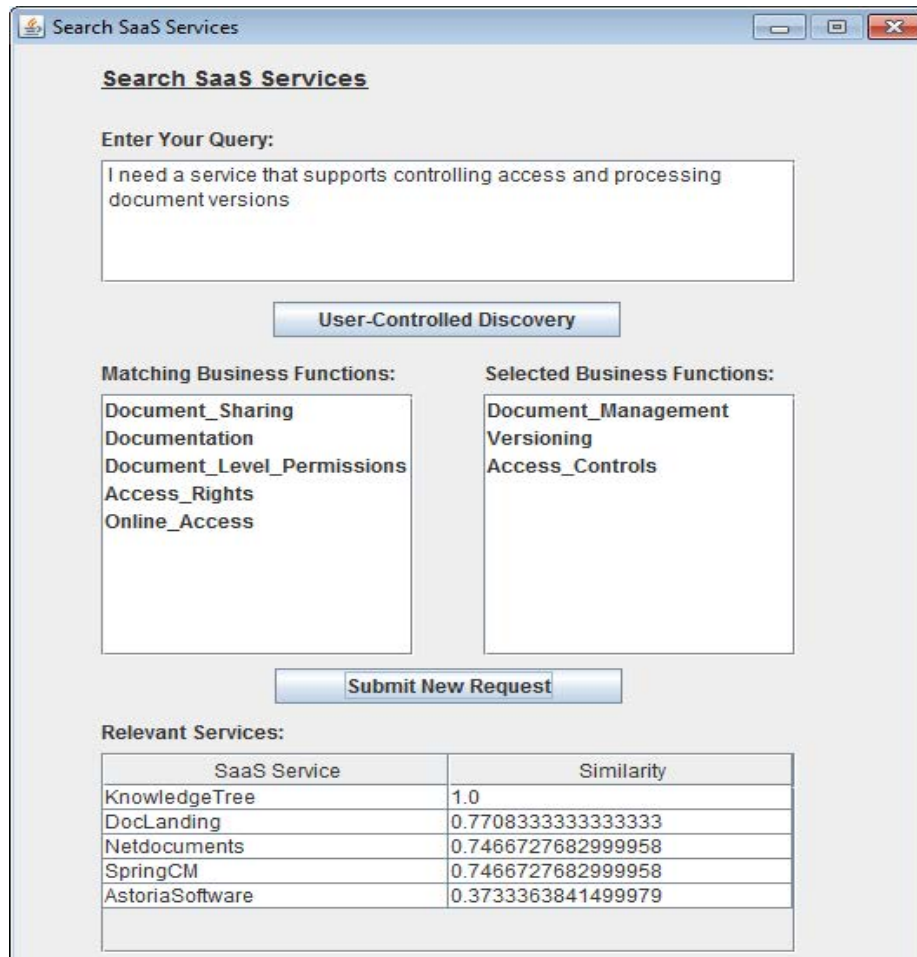 Search SaaS Services
Search SaaS Services
Enter Your Query:
I need a service that supports controlling access and processing
document versions
User-Controlled Discovery
Matching Business Functions:
Document_Sharing
Documentation
Document_Level_Permissions
Access_Rights
Online_Access
Selected Business Functions:
Document_Management
Versioning
Access_Controls
Submit New Request
Relevant Services:
SaaS Service Similarity
KnowledgeTree 1.0
DocLanding 0.7708333333333333
Netdocuments 0.7466727682999958
SpringCM 0.7466727682999958
AstoriaSoftware 0.3733363841499979